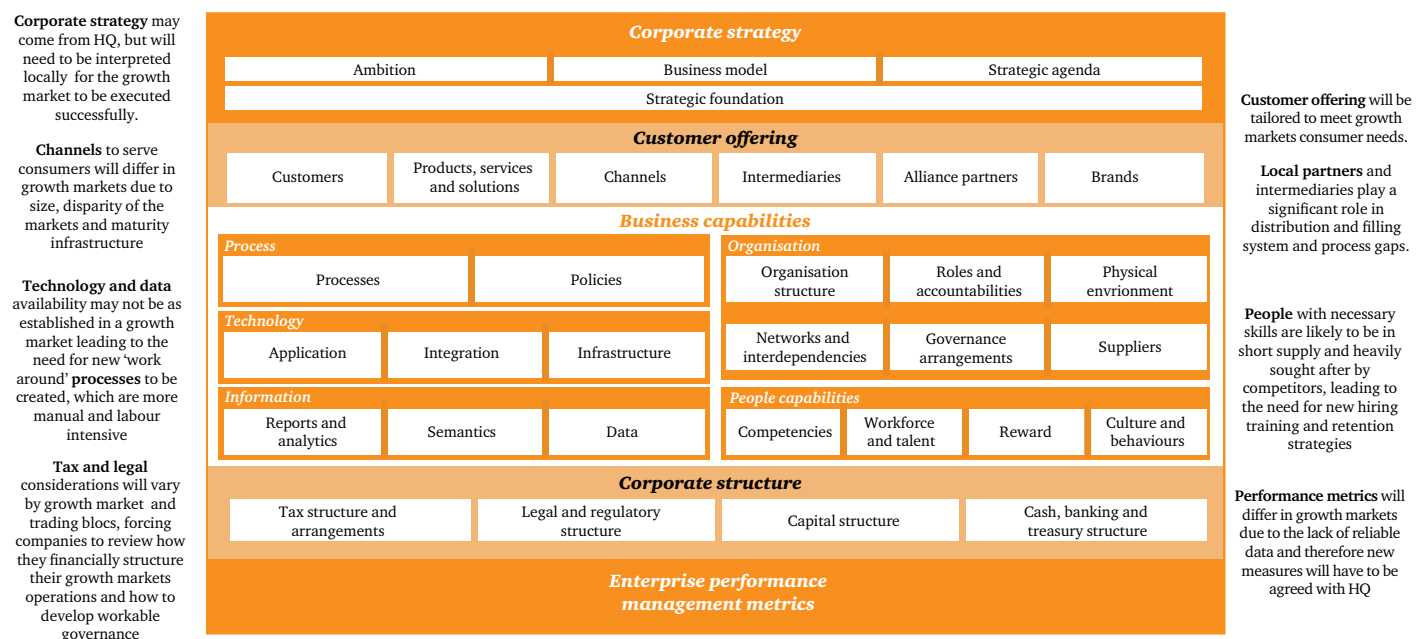 Corporate strategy may
come from HQ, but will
need to be interpreted
locally for the growth
market to be executed
successfully.
Channels to serve
consumers will differ in
growth markets due to
size, disparity of the
markets and maturity
infrastructure
Technology and data
availability may not be as
established in a growth
market leading to the
need for new ‘work
around’ processes to be
created, which are more
manual and labour
intensive
Tax and legal
considerations will vary
by growth market and
trading blocs, forcing
companies to review how
they financially structure
their growth markets
operations and how to
develop workable
governance
Corporate strategy
Ambition
Business model
Strategic agenda
Strategic foundation
Customer offering
Customers
Products, services
and solutions
Channels
Intermediaries
Alliance partners
Brands
Business capabilities
Process
Processes
Policies
Technology
Application
Integration
Infrastructure
Information
Reports and
analytics
Semantics
Data
Organisation
Organisation
structure
Roles and
accountabilities
Physical
envrionment
Networks and
interdependencies
Governance
arrangements
Suppliers
People capabilities
Competencies
Workforce
and talent
Reward
Culture and
behaviours
Corporate structure
Tax structure and
arrangements
Legal and regulatory
structure
Capital structure
Cash, banking and
treasury structure
Enterprise performance
management metrics
Customer offering will be
tailored to meet growth
markets consumer needs.
Local partners and
intermediaries play a
significant role in
distribution and filling
system and process gaps.
People with necessary
skills are likely to be in
short supply and heavily
sought after by
competitors, leading to
the need for new hiring
training and retention
strategies
Performance metrics will
differ in growth markets
due to the lack of reliable
data and therefore new
measures will have to be
agreed with HQ